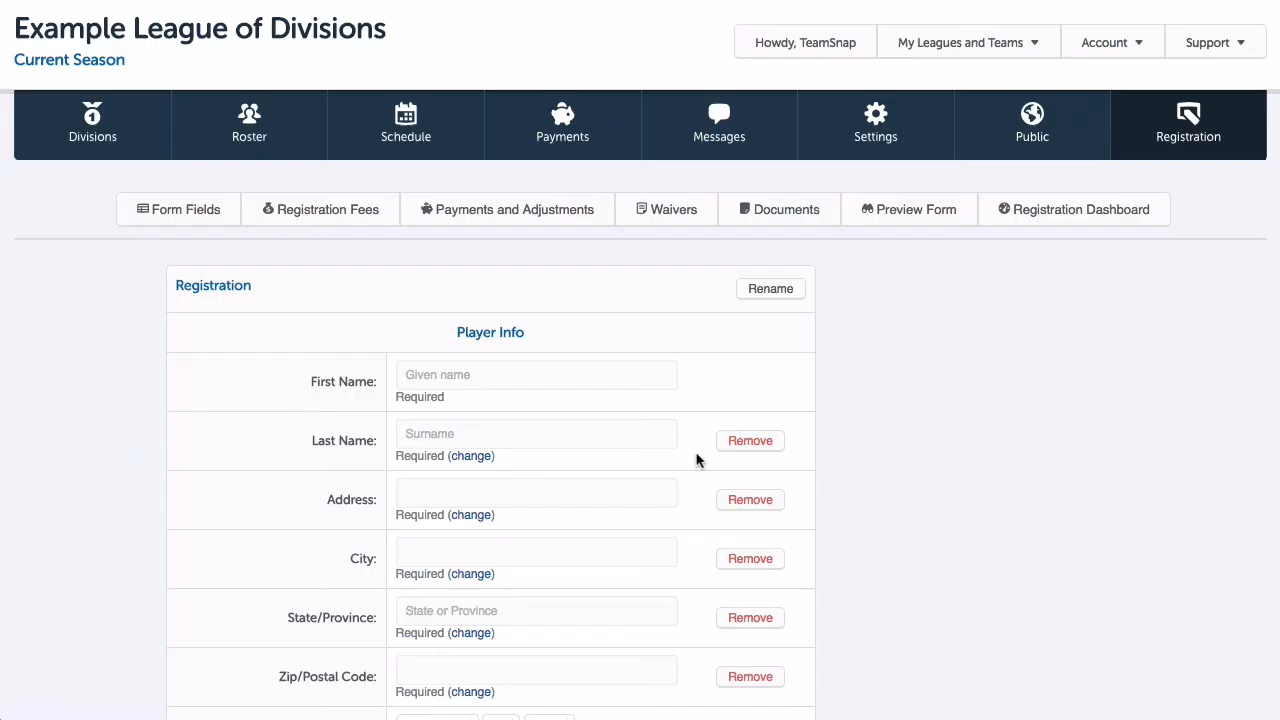 Example League of Divisions
Current Season
Howdy, TeamSnap
My Leagues and Teams
Account
Support
1
Divisions
Roster
Schedule
Payments
Messages
Settings
Public
Registration
Form Fields
Registration Fees
Payments and Adjustments
Waivers
Documents
Preview Form
Registration Dashboard
Registration
Rename
Player Info
First Name:
Given name
Required
Last Name:
Surname
Required (change)
Remove
Address:
Required (change)
Remove
City:
Required (change)
Remove
State/Province:
State or Province
Required (change)
Remove
Zip/Postal Code:
Required (change)
Remove